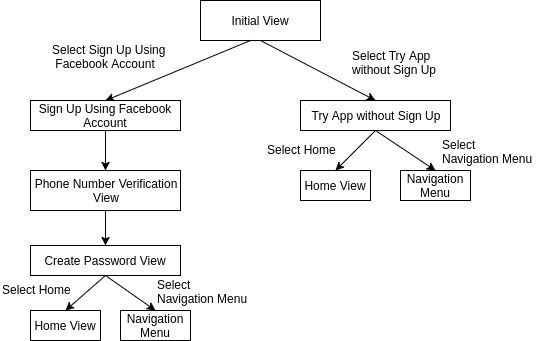 Initial View
Select Sign Up Using
Facebook Account
Select Try App
without Sign Up
Sign Up Using Facebook
Account
Try App without Sign Up
Select Home
Select
Navigation Menu
Phone Number Verification
View
Home View
Navigation
Menu
Create Password View
Select Home
Select
Navigation Menu
Home View
Navigation
Menu